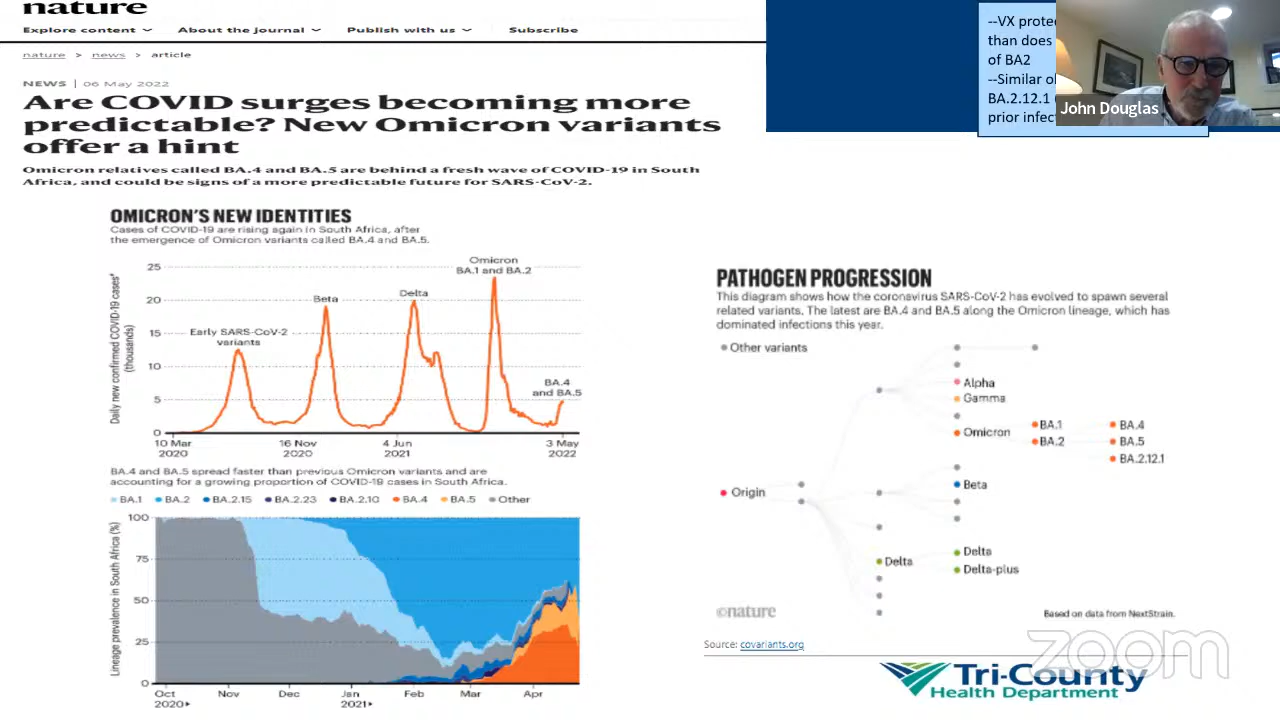 nature
Explore content
About the journal
Publish with us
Subscribe
nature > news > article
NEWS | 06 May 2022
Are COVID surges becoming more
predictable? New Omicron variants
offer a hint
Omicron relatives called BA.4 and BA.5 are behind a fresh wave of COVID-19 in South
Africa, and could be signs of a more predictable future for SARS-CoV-2.
OMICRON'S NEW IDENTITIES
Cases of COVID-19 are rising again in South Africa, after
the emergence of Omicron variants called BA.4 and BA.5.
Daily new confirmed COVID-19 cases*
(thousands)
25
20
15
10
5
0
Early SARS-CoV-2
variants
Beta
Delta
Omicron
BA.1 and BA.2
BA.4
and BA.5
10 Mar
2020
16 Nov
2020
4 Jun
2021
3 May
2022
BA.4 and BA.5 spread faster than previous Omicron variants and are
accounting for a growing proportion of COVID-19 cases in South Africa.
BA.1 BA.2 BA.2.15 BA.2.23 BA.2.10 BA.4 BA.5 Other
Lineage prevalence in South Africa (%)
100
75
50
25
0
Oct
2020
Nov
Dec
Jan
2021
Feb
Mar
Apr
--VX prote
than does
of BA2
--Similar o
BA.2.12.1
prior infec
John Douglas
PATHOGEN PROGRESSION
This diagram shows how the coronavirus SARS-CoV-2 has evolved to spawn several
related variants. The latest are BA.4 and BA.5 along the Omicron lineage, which has
dominated infections this year.
Other variants
Alpha
Gamma
Omicron
BA.1
BA.2
BA.4
BA.5
BA.2.12.1
Origin
Beta
Delta
Delta
Delta-plus
©nature
Based on data from NextStrain.
Source: covariants.org
zoom
Tri-County
Health Department